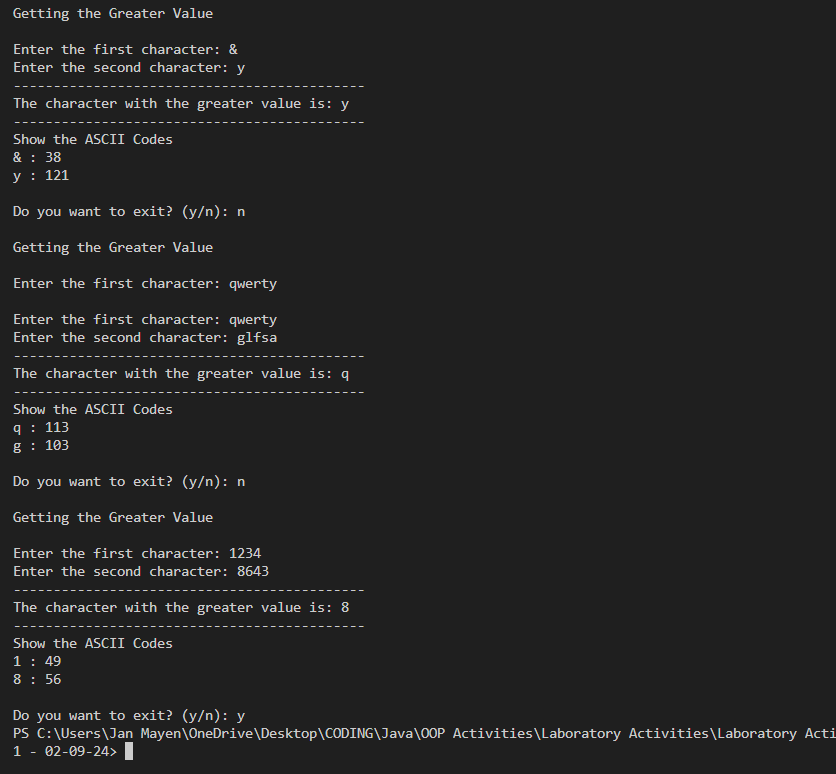 Getting the Greater Value
Enter the first character: &
Enter the second character: y
--------------------------------------------
The character with the greater value is: y
--------------------------------------------
Show the ASCII Codes
& : 38
y : 121
Do you want to exit? (y/n): n
Getting the Greater Value
Enter the first character: qwerty
Enter the first character: qwerty
Enter the second character: glfsa
--------------------------------------------
The character with the greater value is: q
--------------------------------------------
Show the ASCII Codes
q : 113
g : 103
Do you want to exit? (y/n): n
Getting the Greater Value
Enter the first character: 1234
Enter the second character: 8643
--------------------------------------------
The character with the greater value is: 8
--------------------------------------------
Show the ASCII Codes
1 : 49
8 : 56
Do you want to exit? (y/n): y
PS C:\Users\Jan Mayen\OneDrive\Desktop\CODING\Java\OOP Activities\Laboratory Activities\Laboratory Acti
1 - 02-09-24>